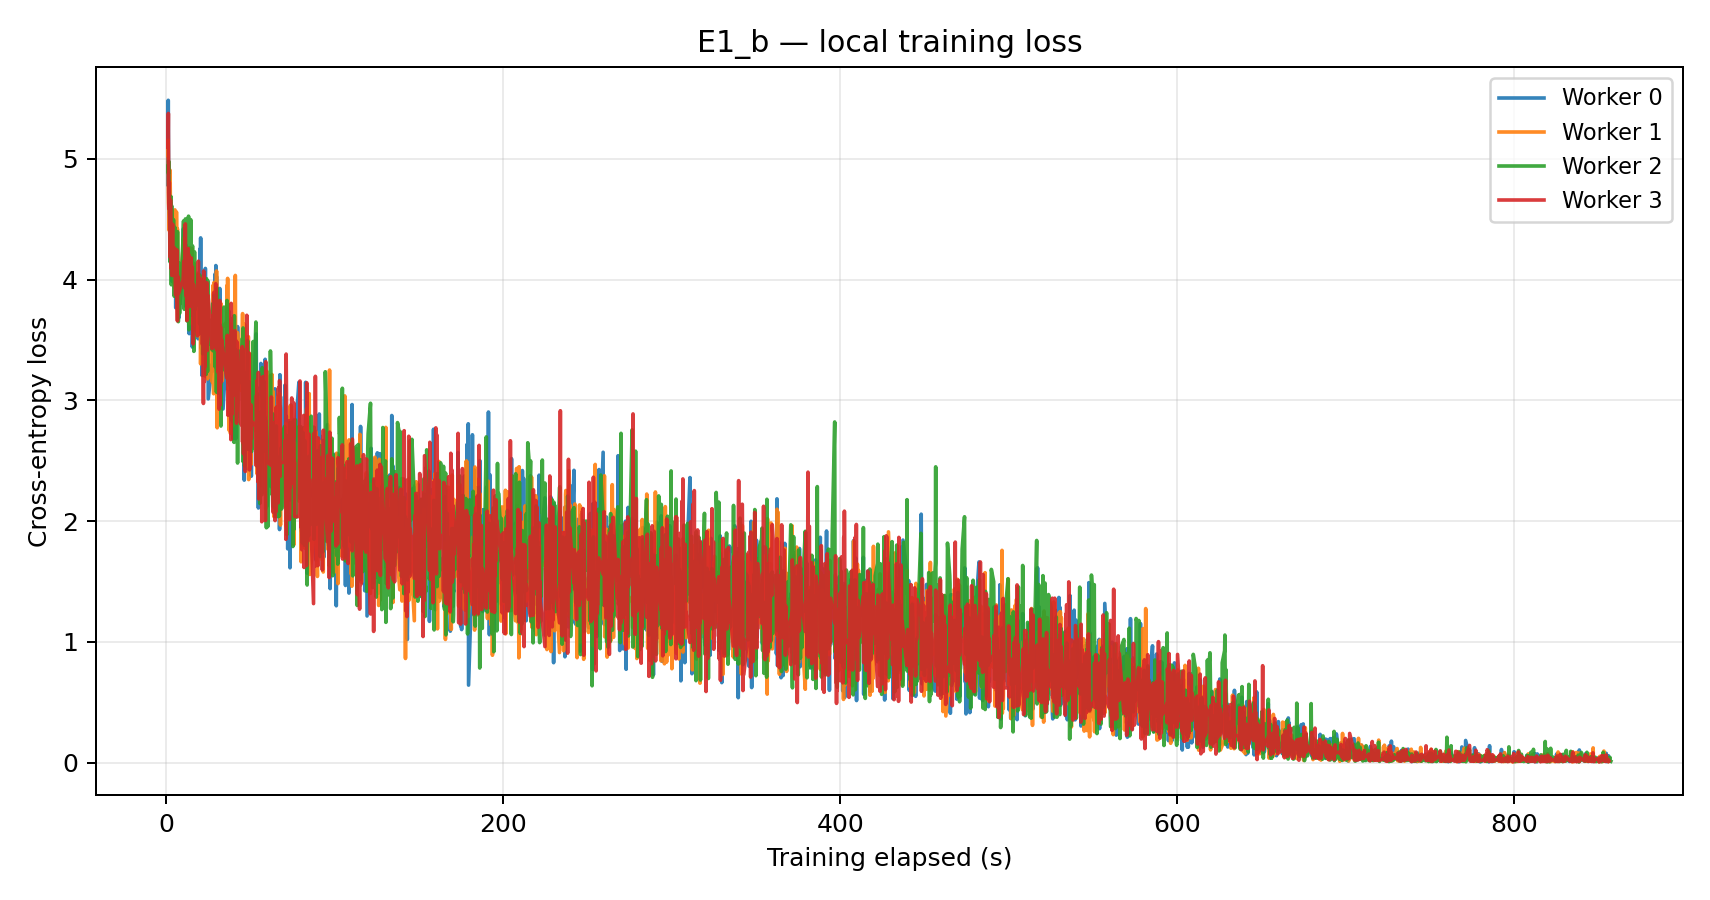 E1_b — local training loss
Worker 0
Worker 1
Worker 2
Worker 3
Cross-entropy loss
5
4
3
2
1
0
0 200 400 600 800
Training elapsed (s)